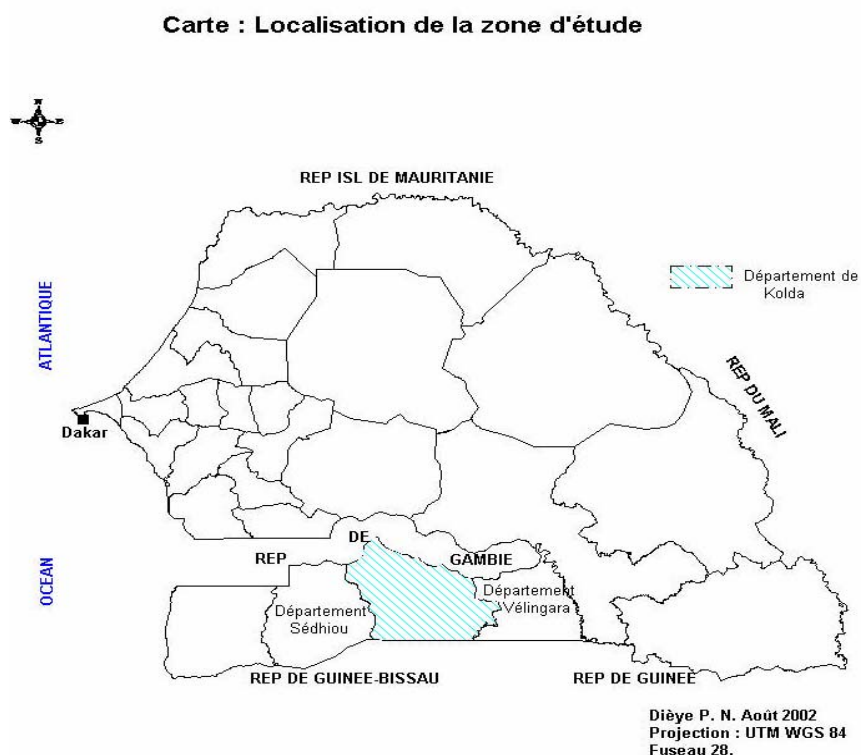 Carte : Localisation de la zone d'étude
N
W E
S
REP ISL DE MAURITANIE
ATLANTIQUE
Département de
Kolda
REP DU MALI
Dakar
DE
REP
GAMBIE
OCEAN
Département
Sédhiou
Département
Vélingara
REP DE GUINEE-BISSAU
REP DE GUINEE
Dièye P. N. Août 2002
Projection : UTM WGS 84
Fuseau 28.